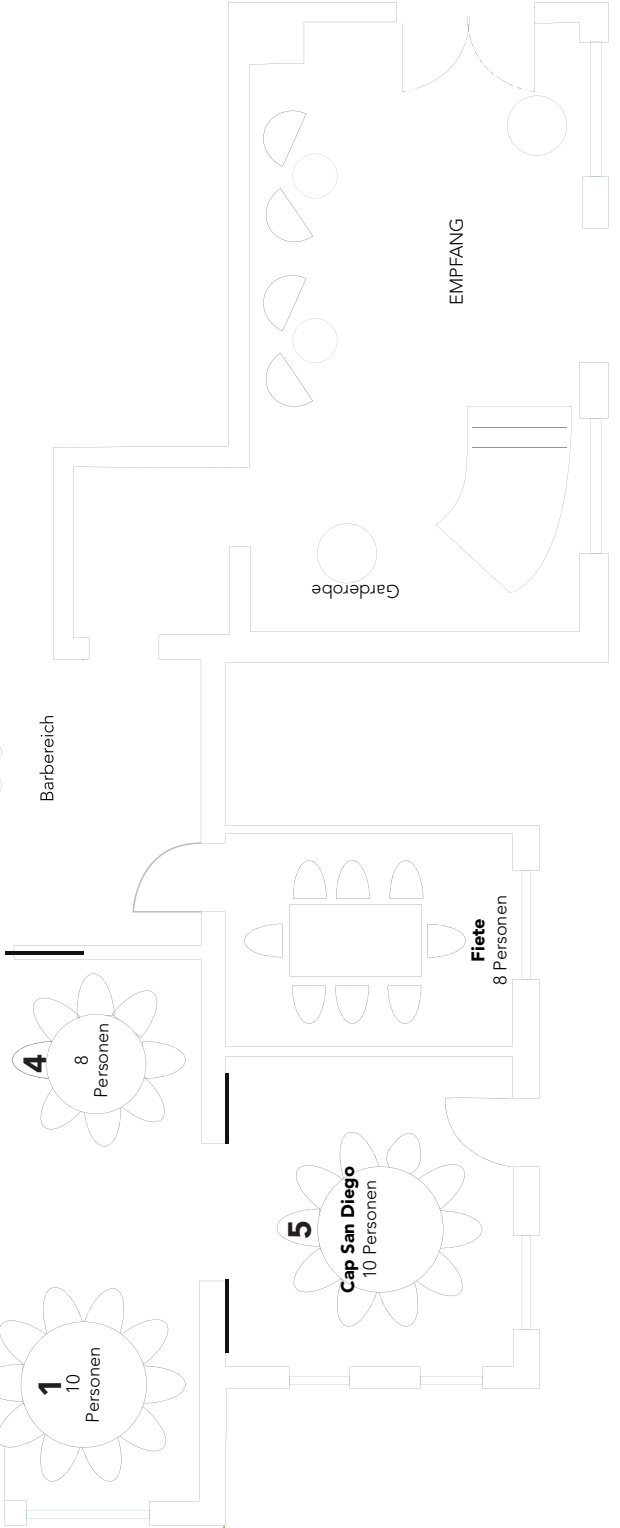 EMPFANG
Garderobe
Barbereich
Fiete
8 Personen
4
8
Personen
5
Cap San Diego
10 Personen
1
10
Personen